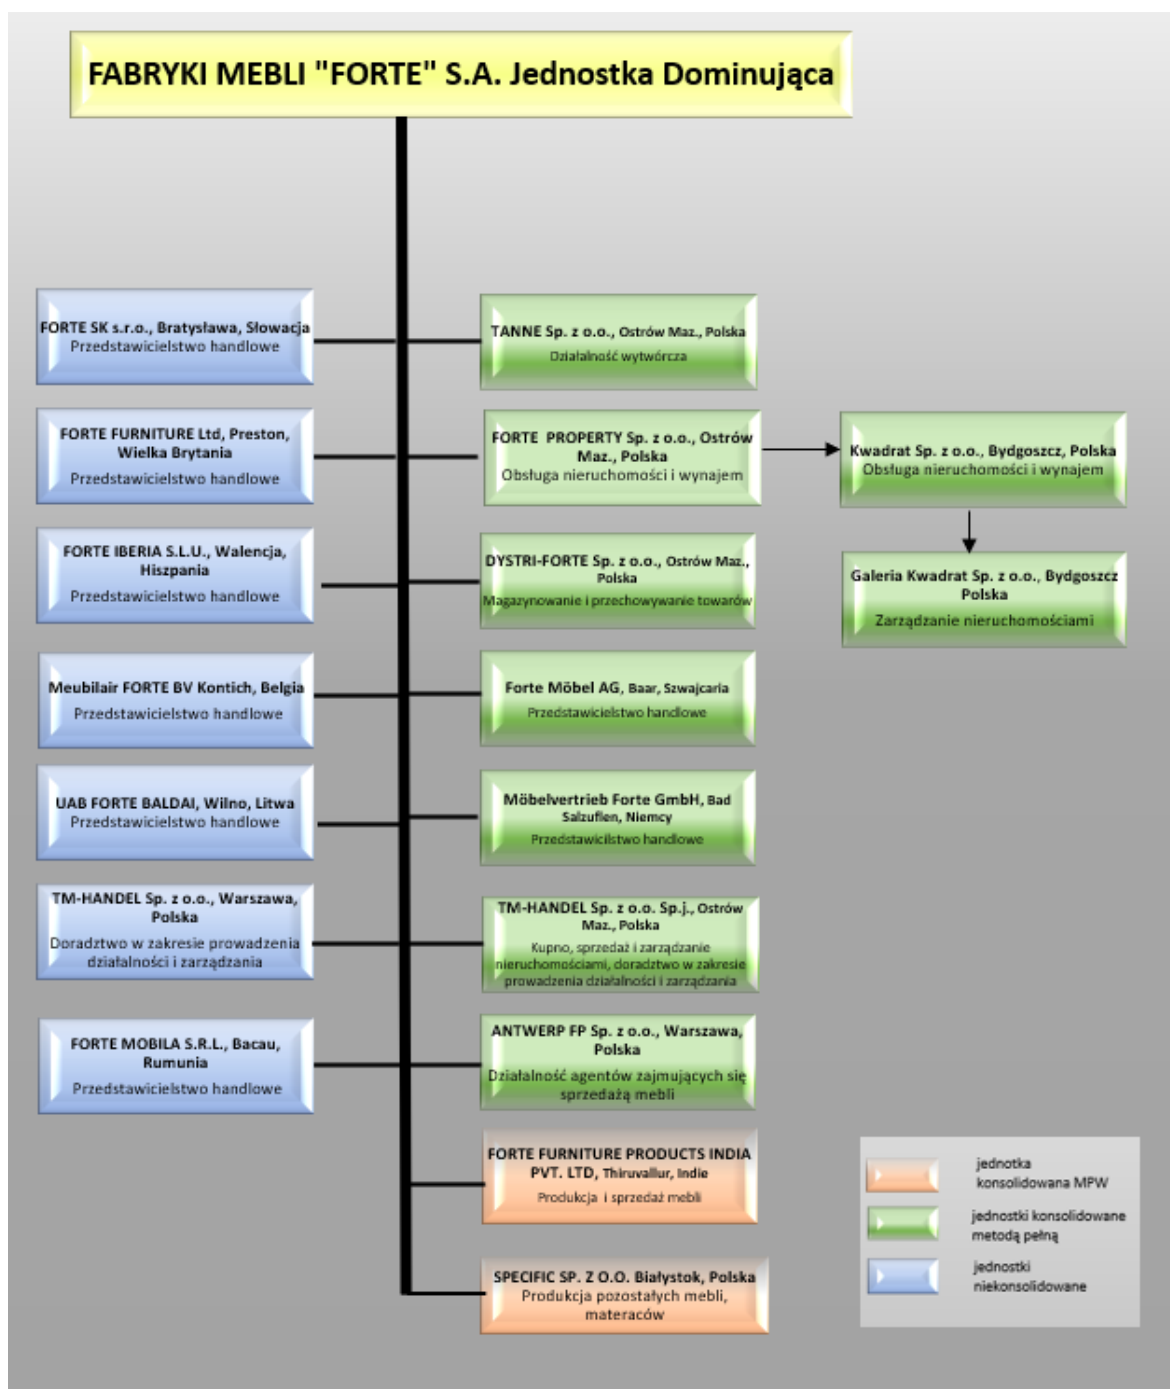 FABRYKI MEBLI "FORTE" S.A. Jednostka Dominująca
FORTE SK s.r.o., Bratysława, Słowacja
Przedstawicielstwo handlowe
TANNE Sp. z o.o., Ostrów Maz., Polska
Działalność wytwórcza
FORTE FURNITURE Ltd, Preston,
Wielka Brytania
Przedstawicielstwo handlowe
FORTE PROPERTY Sp. z o.o., Ostrów
Maz., Polska
Obsługa nieruchomości i wynajem
Kwadrat Sp. z o.o., Bydgoszcz, Polska
Obsługa nieruchomości i wynajem
FORTE IBERIA S.L.U., Walencja,
Hiszpania
Przedstawicielstwo handlowe
DYSTRI-FORTE Sp. z o.o., Ostrów Maz.,
Polska
Magazynowanie i przechowywanie towarów
Galeria Kwadrat Sp. z o.o., Bydgoszcz
Polska
Zarządzanie nieruchomościami
Meubilair FORTE BV Kontich, Belgia
Przedstawicielstwo handlowe
Forte Möbel AG, Baar, Szwajcaria
Przedstawicielstwo handlowe
UAB FORTE BALDAI, Wilno, Litwa
Przedstawicielstwo handlowe
Möbelvertrieb Forte GmbH, Bad
Salzuflen, Niemcy
Przedstawicilstwo handlowe
TM-HANDEL Sp. z o.o., Warszawa,
Polska
Doradztwo w zakresie prowadzenia
działalności i zarządzania
TM-HANDEL Sp. z o.o. Sp.j., Ostrów
Maz., Polska
Kupno, sprzedaż i zarządzanie
nieruchomościami, doradztwo w zakresie
prowadzenia działalności i zarządzania
FORTE MOBILA S.R.L., Bacau,
Rumunia
Przedstawicielstwo handlowe
ANTWERP FP Sp. z o.o., Warszawa,
Polska
Działalność agentów zajmujących się
sprzedażą mebli
FORTE FURNITURE PRODUCTS INDIA
PVT. LTD, Thiruvallur, Indie
Produkcja i sprzedaż mebli
SPECIFIC SP. Z O.O. Białystok, Polska
Produkcja pozostałych mebli,
materaców
jednotka
konsolidowana MPW
jednostki konsolidowane
metodą pełną
jednostki
niekonsolidowane